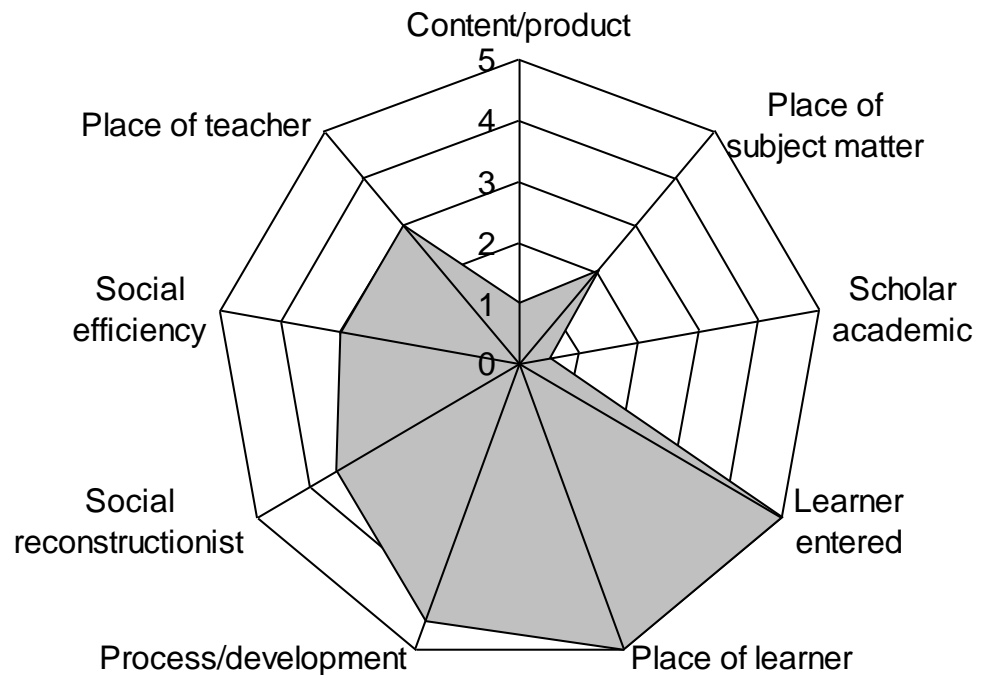 Content/product
5
Place of
subject matter
Place of teacher
4
3
2
Social
efficiency
Scholar
academic
1
0
Social
reconstructionist
Learner
entered
Process/development
Place of learner